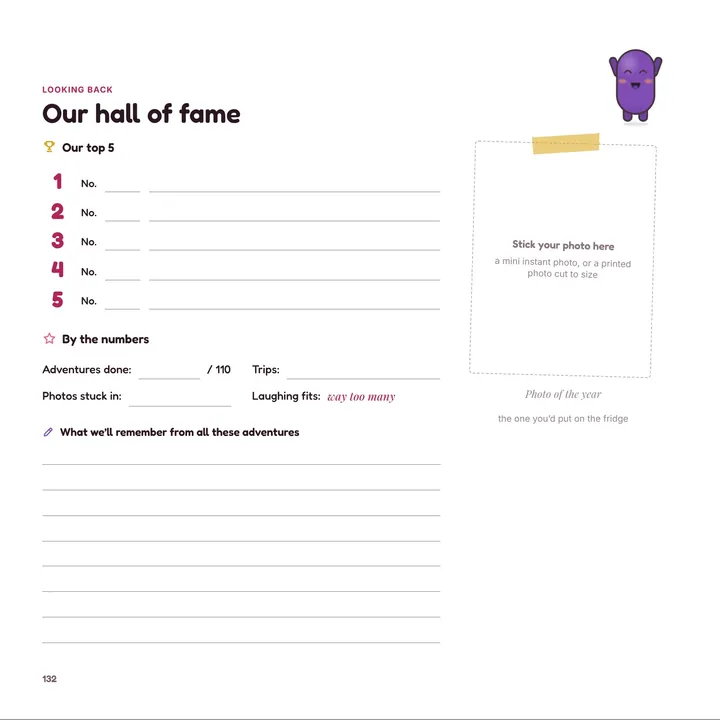 LOOKING BACK
Our hall of fame
Our top 5
1 No.
2 No.
3 No.
4 No.
5 No.
By the numbers
Adventures done: / 110 Trips:
Photos stuck in: Laughing fits: way too many
What we'll remember from all these adventures
Stick your photo here
a mini instant photo, or a printed
photo cut to size
Photo of the year
the one you'd put on the fridge
132